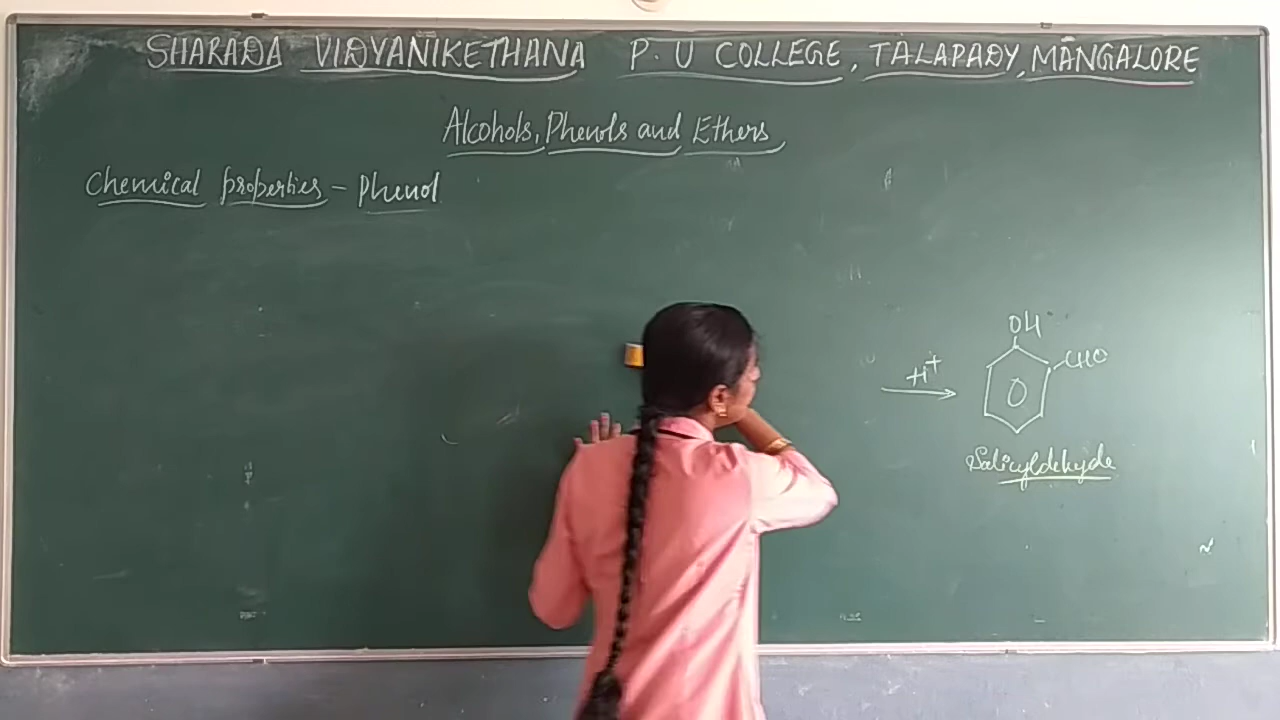 SHARADA VIDYANIKETHANA P. U COLLEGE, TALAPADY, MANGALORE
Alcohols, Phenols and Ethers
Chemical properties - Phenol
OH
H+
CHO
Salicyldehyde